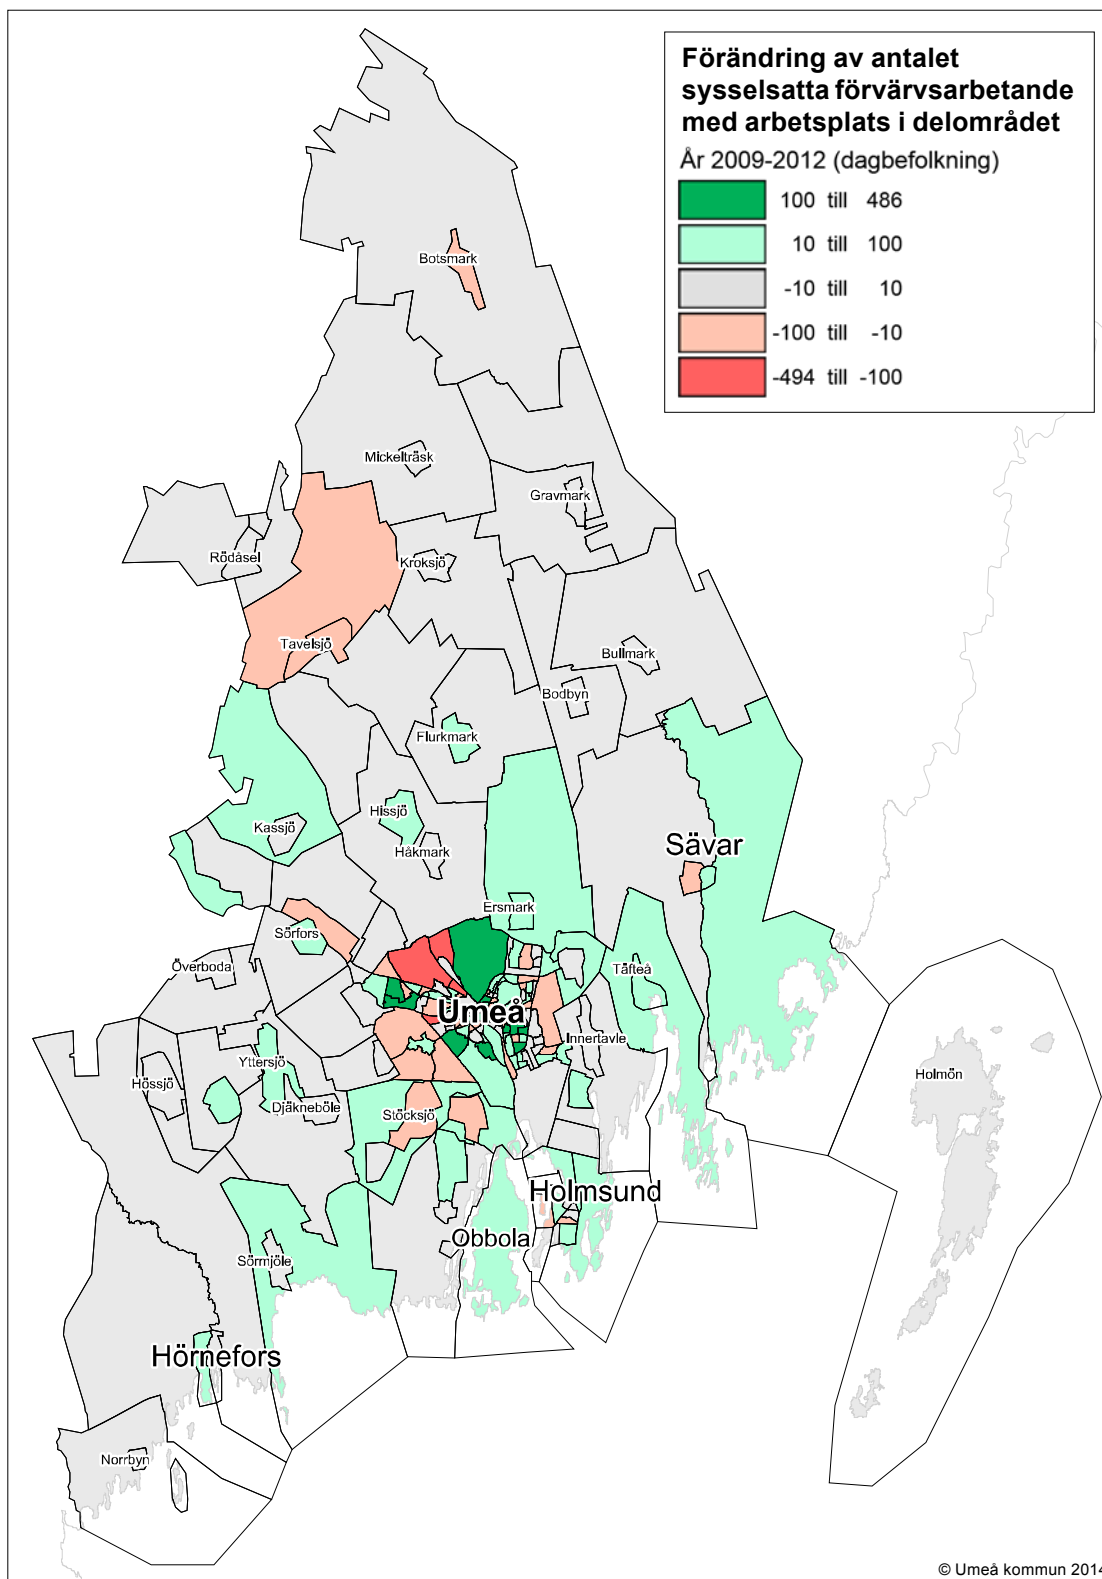 Förändring av antalet
sysselsatta förvärvsarbetande
med arbetsplats i delområdet
År 2009-2012 (dagbefolkning)
100 till 486
10 till 100
-10 till 10
-100 till -10
-494 till -100
Botsmark
Mickelträsk
Gravmark
Rödåsel
Kroksjö
Tavelsjö
Bullmark
Bodbyn
Flurkmark
Hissjö
Kassjö
Håkmark
Sävar
Ersmark
Sörfors
Överboda
Täfteå
Umeå
Innertavle
Yttersjö
Hössjö
Holmön
Djäkneböle
Stöcksjö
Holmsund
Obbola
Sörmjöle
Hörnefors
Norrbyn
© Umeå kommun 2014